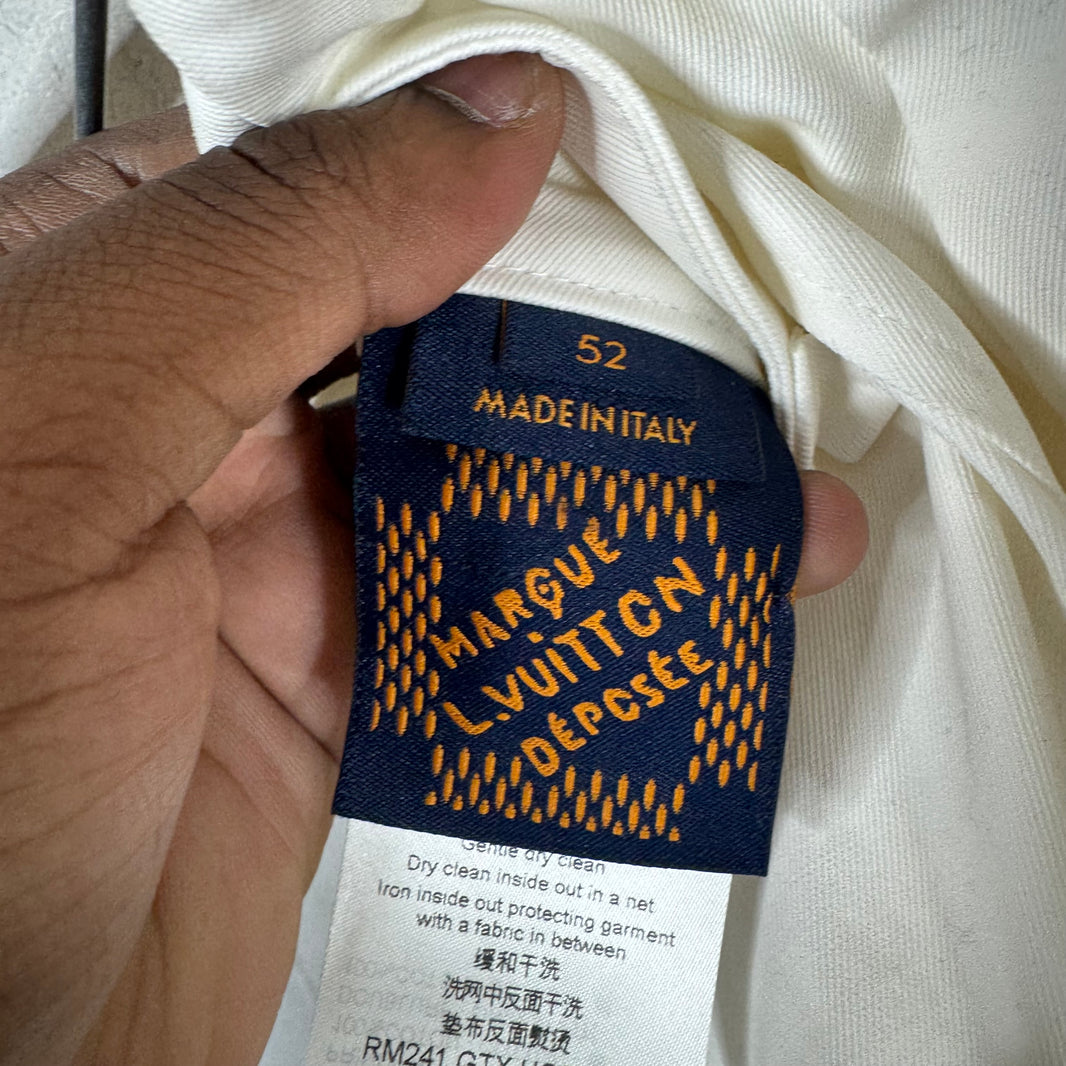 52
MADE IN ITALY
MARQUE
L.VUITTON
DÉPOSÉE
Gentle dry clean
Dry clean inside out in a net
Iron inside out protecting garment
with a fabric in between
缓和干洗
洗网中反面干洗
垫布反面熨烫
RM241